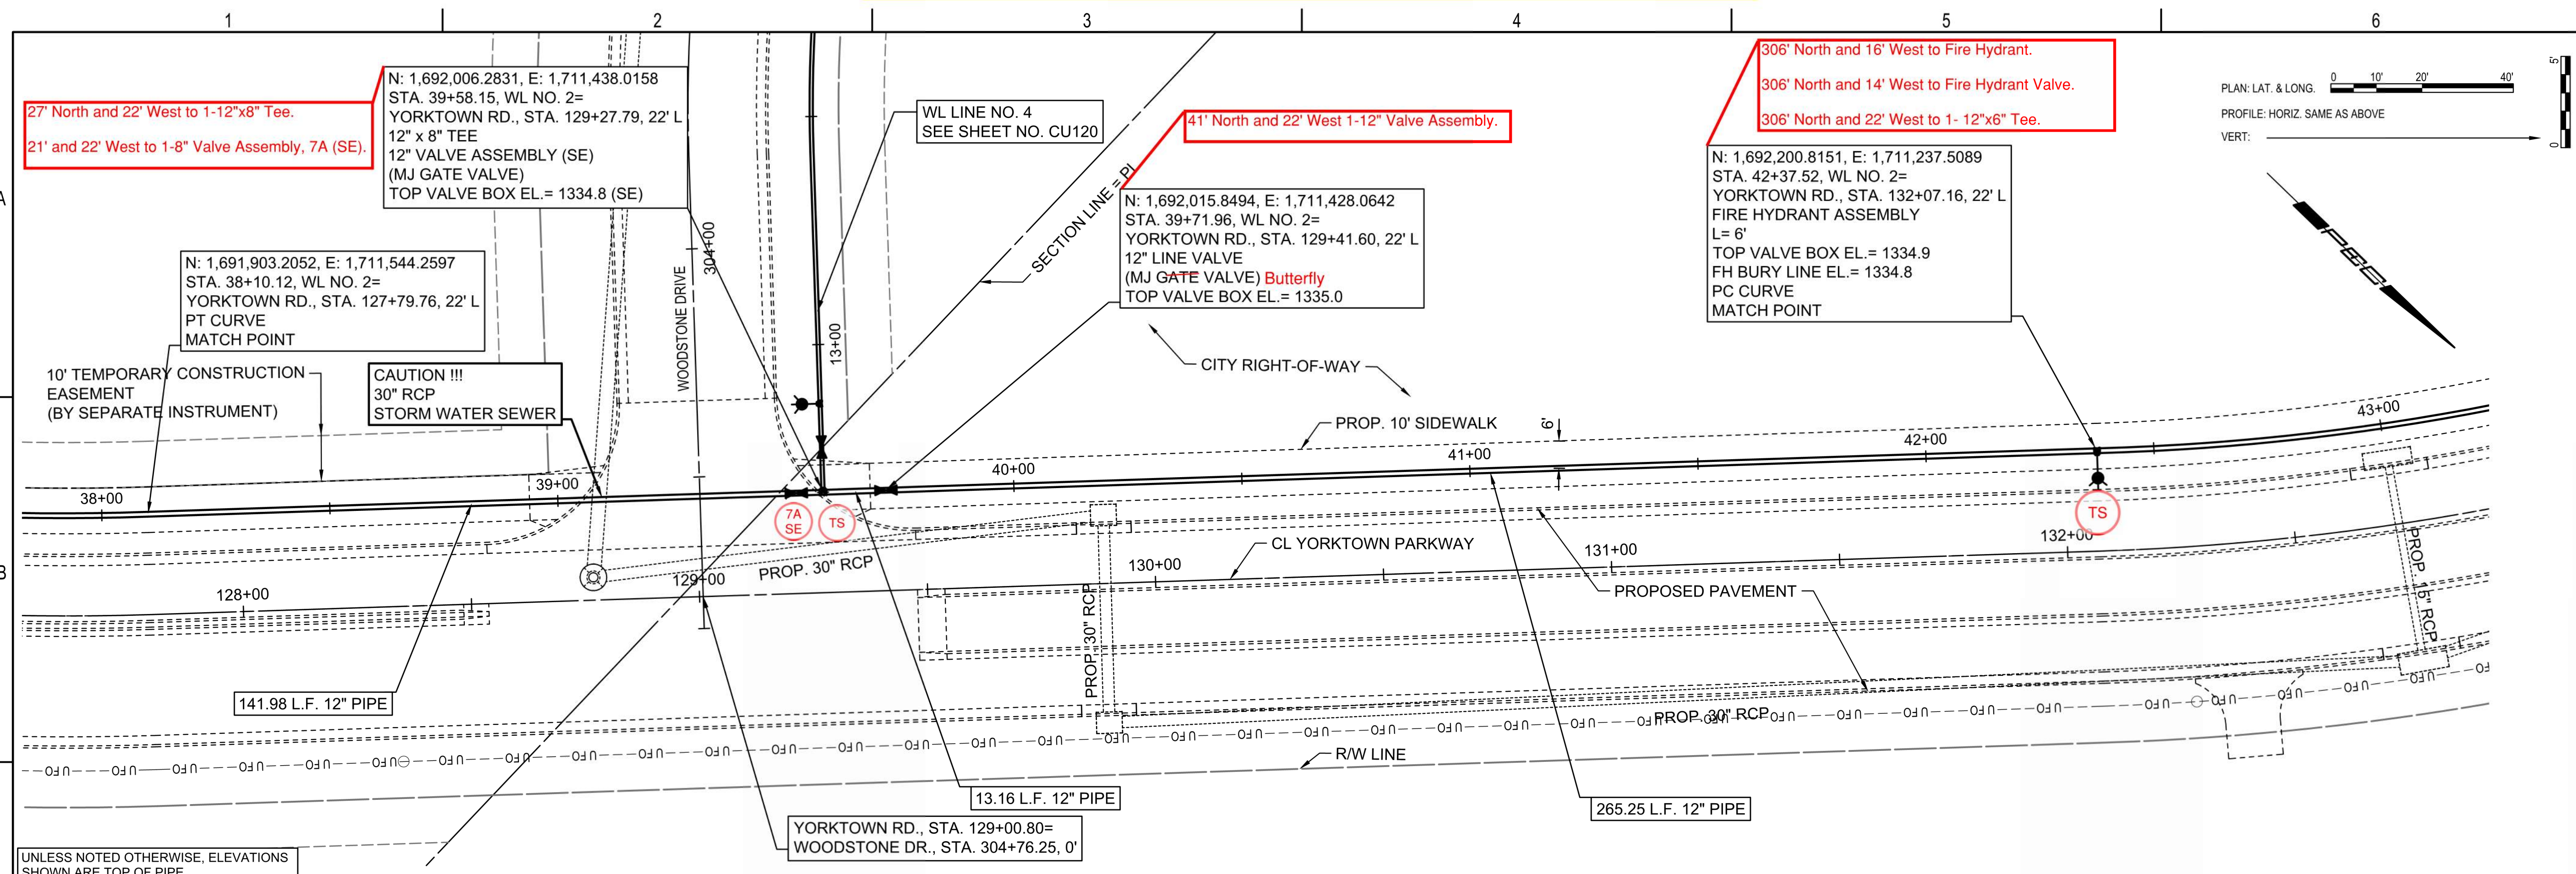 1
2
3
4
5
6
A
B
27' North and 22' West to 1-12"x8" Tee.
21' and 22' West to 1-8" Valve Assembly, 7A (SE).
N: 1,692,006.2831, E: 1,711,438.0158
STA. 39+58.15, WL NO. 2=
YORKTOWN RD., STA. 129+27.79, 22' L
12" x 8" TEE
12" VALVE ASSEMBLY (SE)
(MJ GATE VALVE)
TOP VALVE BOX EL.= 1334.8 (SE)
WL LINE NO. 4
SEE SHEET NO. CU120
41' North and 22' West 1-12" Valve Assembly.
N: 1,692,015.8494, E: 1,711,428.0642
STA. 39+71.96, WL NO. 2=
YORKTOWN RD., STA. 129+41.60, 22' L
12" LINE VALVE
(MJ GATE VALVE) Butterfly
TOP VALVE BOX EL.= 1335.0
306' North and 16' West to Fire Hydrant.
306' North and 14' West to Fire Hydrant Valve.
306' North and 22' West to 1- 12"x6" Tee.
N: 1,692,200.8151, E: 1,711,237.5089
STA. 42+37.52, WL NO. 2=
YORKTOWN RD., STA. 132+07.16, 22' L
FIRE HYDRANT ASSEMBLY
L= 6'
TOP VALVE BOX EL.= 1334.9
FH BURY LINE EL.= 1334.8
PC CURVE
MATCH POINT
PLAN: LAT. & LONG.
0 10' 20' 40'
PROFILE: HORIZ. SAME AS ABOVE
VERT:
0 5'
N: 1,691,903.2052, E: 1,711,544.2597
STA. 38+10.12, WL NO. 2=
YORKTOWN RD., STA. 127+79.76, 22' L
PT CURVE
MATCH POINT
10' TEMPORARY CONSTRUCTION
EASEMENT
(BY SEPARATE INSTRUMENT)
CAUTION !!!
30" RCP
STORM WATER SEWER
WOODSTONE DRIVE
304+00
13+00
SECTION LINE = PL
CITY RIGHT-OF-WAY
PROP. 10' SIDEWALK
6'
38+00
39+00
40+00
41+00
42+00
43+00
7A
SE
TS
TS
128+00
129+00
130+00
131+00
132+00
PROP. 30" RCP
PROP. 30" RCP
PROP. 30" RCP
PROP. 15" RCP
CL YORKTOWN PARKWAY
PROPOSED PAVEMENT
141.98 L.F. 12" PIPE
13.16 L.F. 12" PIPE
265.25 L.F. 12" PIPE
R/W LINE
YORKTOWN RD., STA. 129+00.80=
WOODSTONE DR., STA. 304+76.25, 0'
UNLESS NOTED OTHERWISE, ELEVATIONS
SHOWN ARE TOP OF PIPE